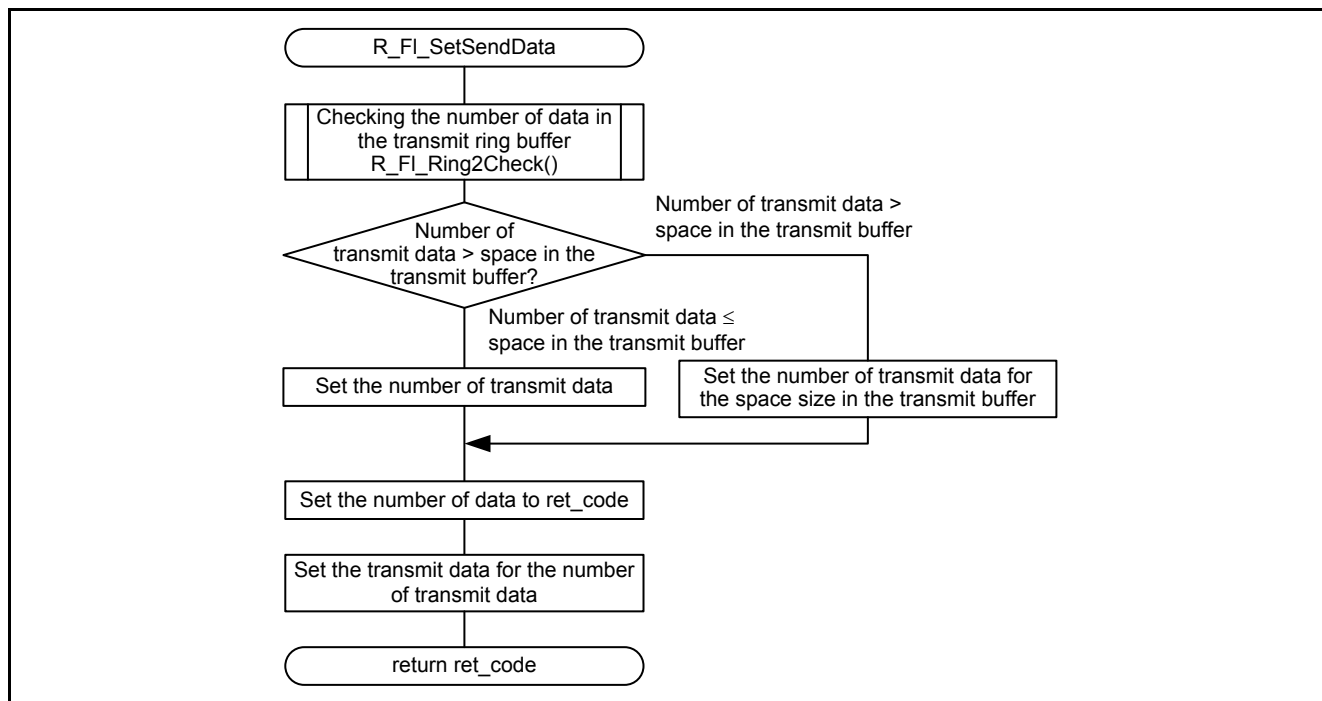 R_Fl_SetSendData
Checking the number of data in
the transmit ring buffer
R_Fl_Ring2Check()
Number of transmit data >
space in the transmit buffer
Number of
transmit data > space in the
transmit buffer?
Number of transmit data ≤
space in the transmit buffer
Set the number of transmit data
Set the number of transmit data for
the space size in the transmit buffer
Set the number of data to ret_code
Set the transmit data for the number
of transmit data
return ret_code